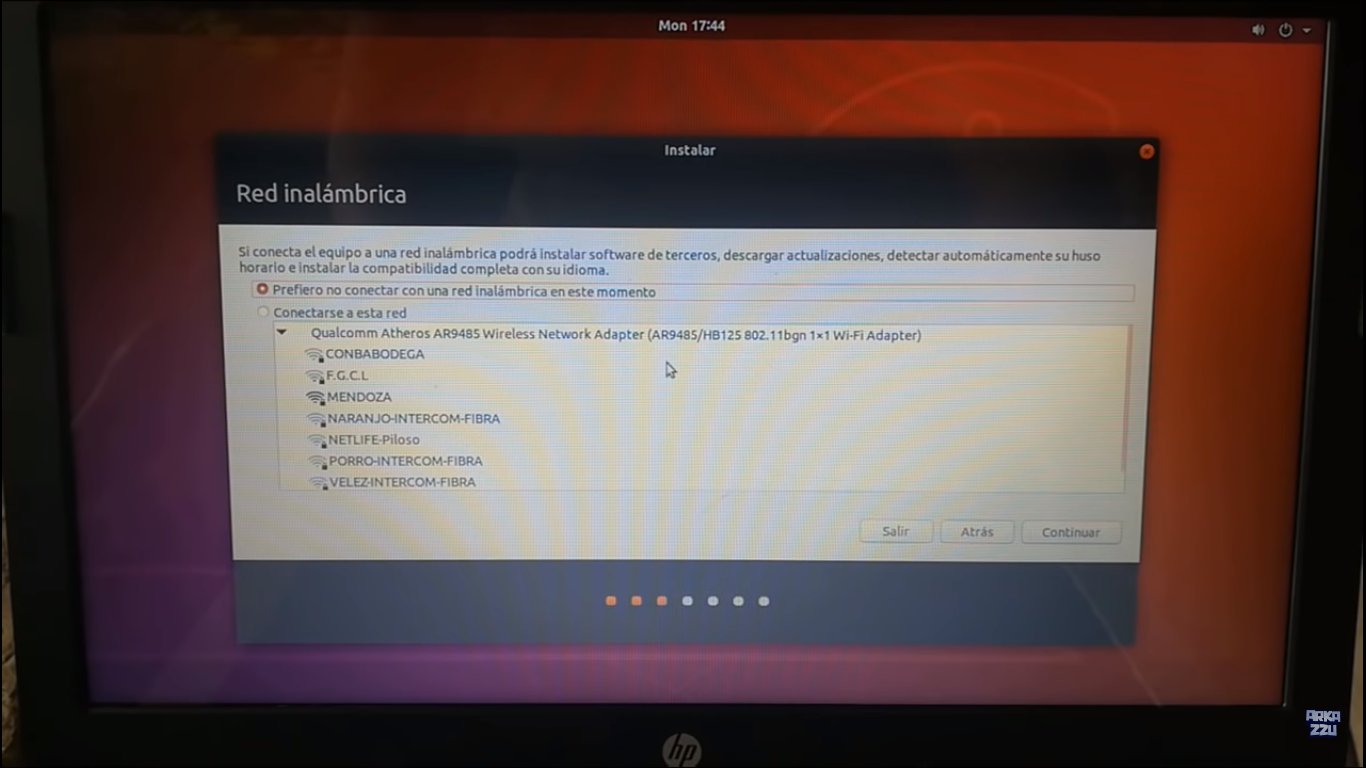 Mon 17:44
Instalar
Red inalámbrica
Si conecta el equipo a una red inalámbrica podrá instalar software de terceros, descargar actualizaciones, detectar automáticamente su huso
horario e instalar la compatibilidad completa con su idioma.
Prefiero no conectar con una red inalámbrica en este momento
Conectarse a esta red
Qualcomm Atheros AR9485 Wireless Network Adapter (AR9485/HB125 802.11bgn 1×1 Wi-Fi Adapter)
CONBABODEGA
F.G.C.L
MENDOZA
NARANJO-INTERCOM-FIBRA
NETLIFE-Piloso
PORRO-INTERCOM-FIBRA
VELEZ-INTERCOM-FIBRA
Salir Atrás Continuar
ARKA
ZZU
hp